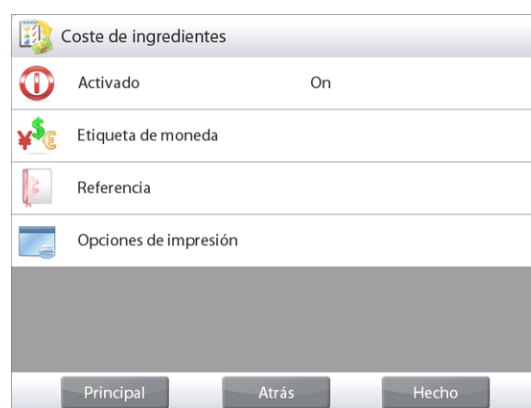 Coste de ingredientes
Activado On
Etiqueta de moneda
Referencia
Opciones de impresión
Principal Atrás Hecho